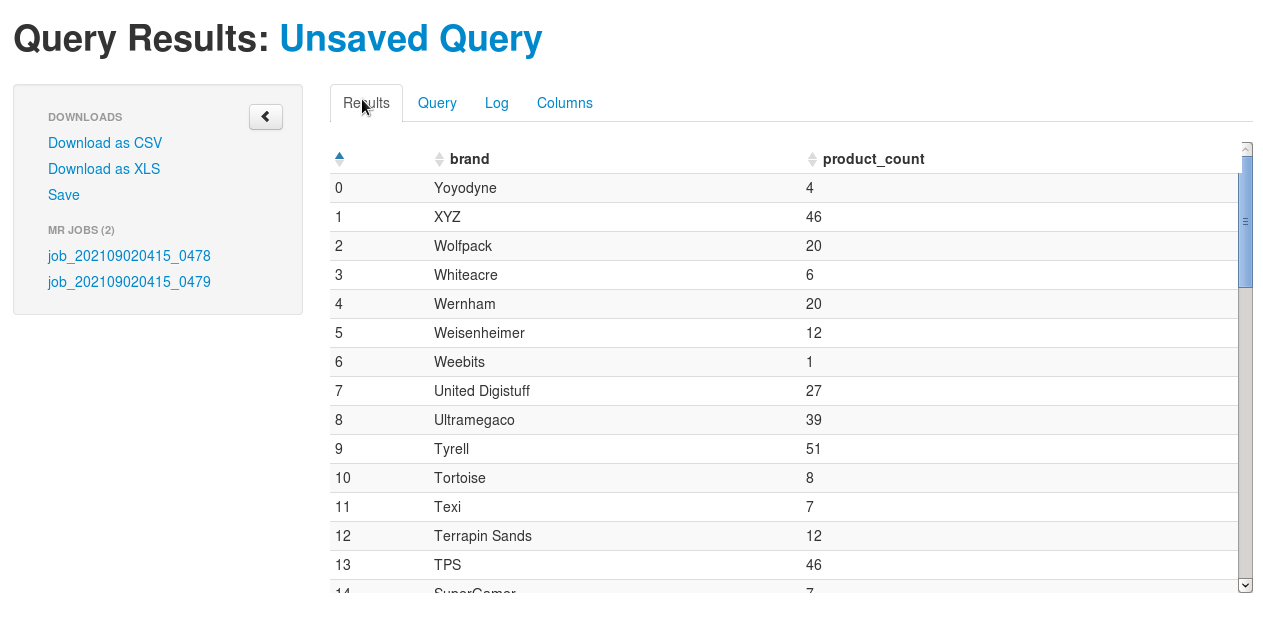 Query Results: Unsaved Query
DOWNLOADS
Download as CSV
Download as XLS
Save
MR JOBS (2)
job_202109020415_0478
job_202109020415_0479
Results Query Log Columns
brand product_count
0 Yoyodyne 4
1 XYZ 46
2 Wolfpack 20
3 Whiteacre 6
4 Wernham 20
5 Weisenheimer 12
6 Weebits 1
7 United Digistuff 27
8 Ultramegaco 39
9 Tyrell 51
10 Tortoise 8
11 Texi 7
12 Terrapin Sands 12
13 TPS 46
14 SuperGamer 7